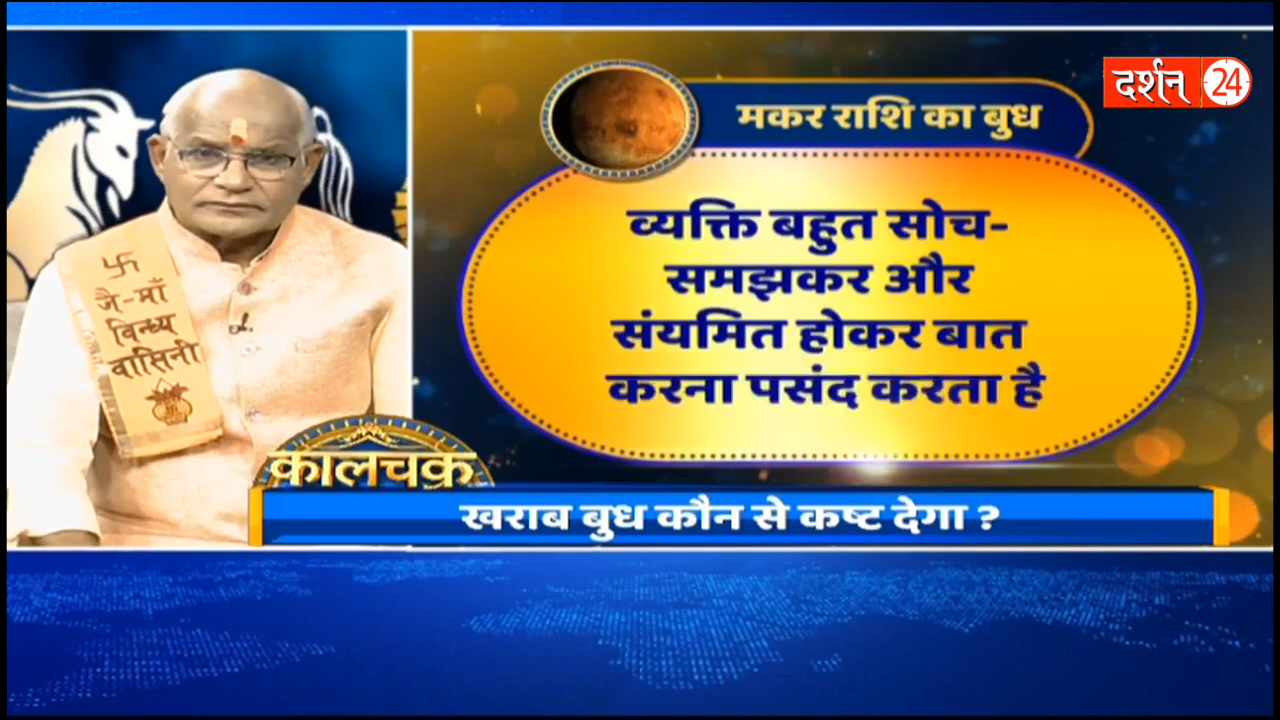 दर्शन 24
मकर राशि का बुध
व्यक्ति बहुत सोच-
समझकर और
संयमित होकर बात
करना पसंद करता है
जै-माँ
विन्ध्य
वासिनी
कालचक्र
खराब बुध कौन से कष्ट देगा ?